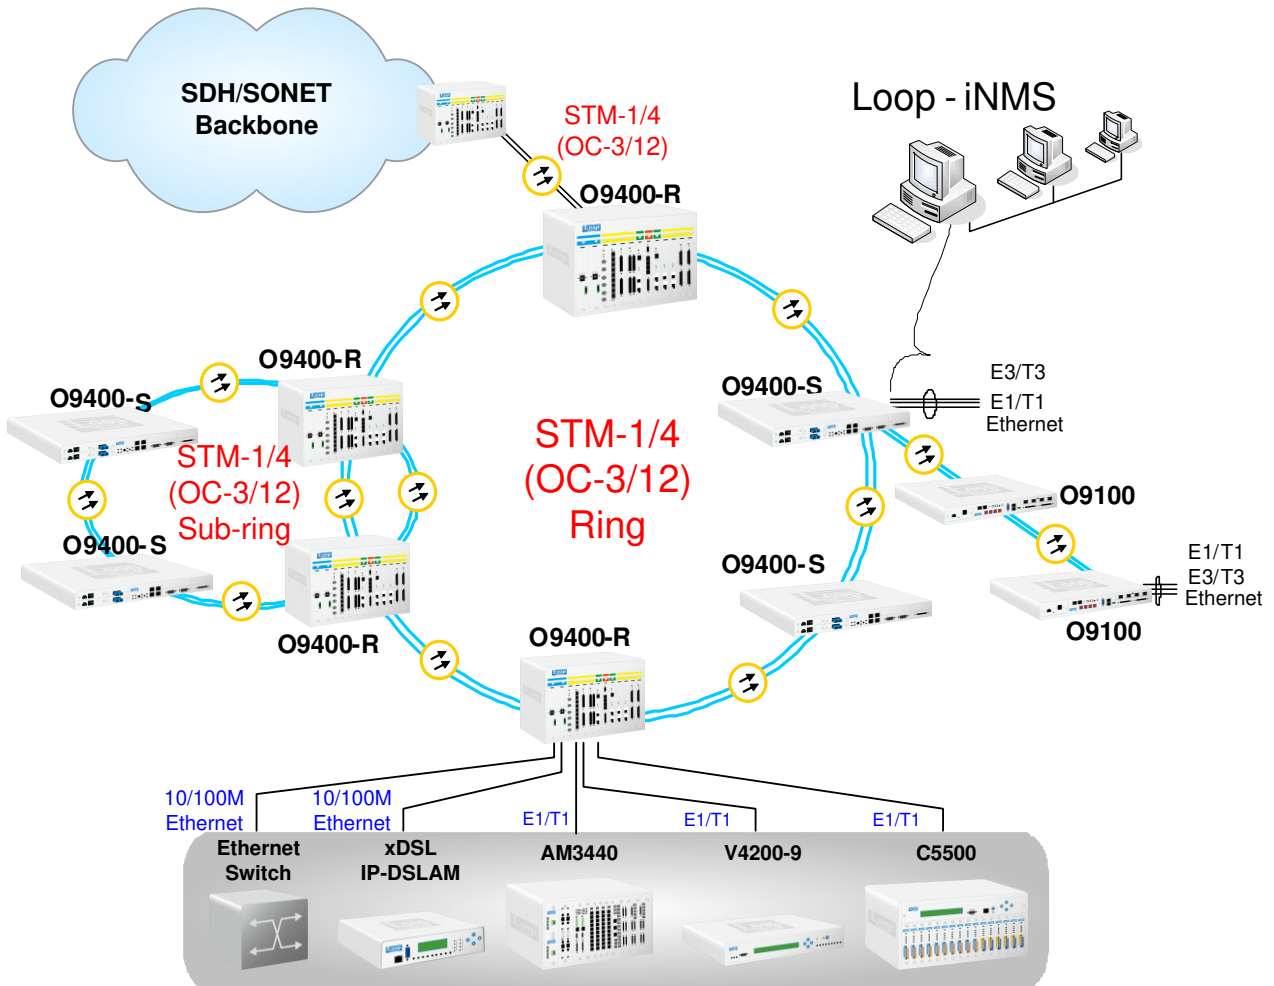 SDH/SONET
Backbone
STM-1/4
(OC-3/12)
Loop - iNMS
O9400-R
O9400-R
O9400-S
O9400-S
E3/T3
E1/T1
Ethernet
STM-1/4
(OC-3/12)
Sub-ring
STM-1/4
(OC-3/12)
Ring
O9100
O9400-S
O9400-S
E1/T1
E3/T3
Ethernet
O9100
O9400-R
O9400-R
10/100M
Ethernet
10/100M
Ethernet
E1/T1
E1/T1
E1/T1
Ethernet
Switch
xDSL
IP-DSLAM
AM3440
V4200-9
C5500